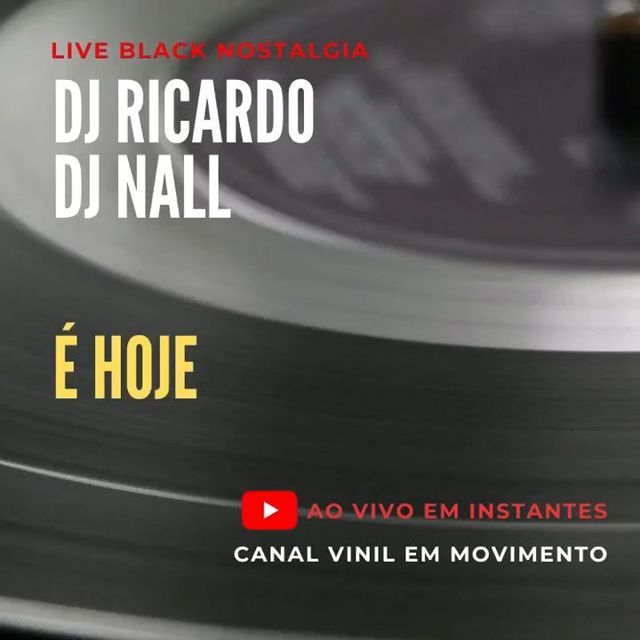 LIVE BLACK NOSTALGIA
DJ RICARDO
DJ NALL
É HOJE
AO VIVO EM INSTANTES
CANAL VINIL EM MOVIMENTO